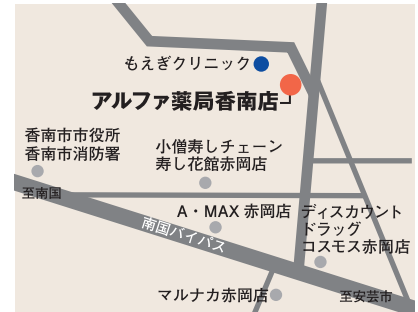 もえぎクリニック
アルファ薬局香南店
香南市市役所
香南市消防署
小僧寿しチェーン
寿し花館赤岡店
至南国
A・MAX 赤岡店
ディスカウント
ドラッグ
コスモス赤岡店
南国バイパス
マルナカ赤岡店
至安芸市